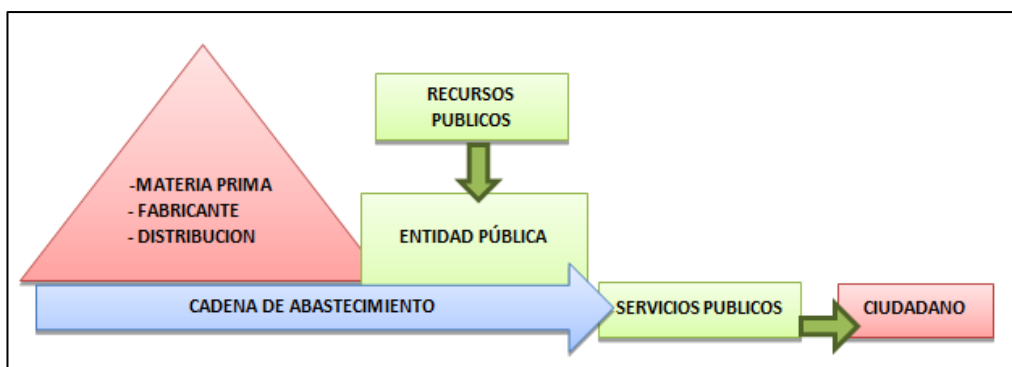 RECURSOS
PUBLICOS
-MATERIA PRIMA
- FABRICANTE
- DISTRIBUCION
ENTIDAD PÚBLICA
CADENA DE ABASTECIMIENTO
SERVICIOS PUBLICOS
CIUDADANO